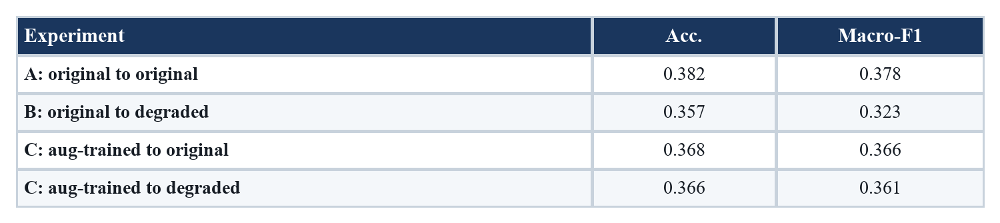 Experiment Acc. Macro-F1
A: original to original 0.382 0.378
B: original to degraded 0.357 0.323
C: aug-trained to original 0.368 0.366
C: aug-trained to degraded 0.366 0.361